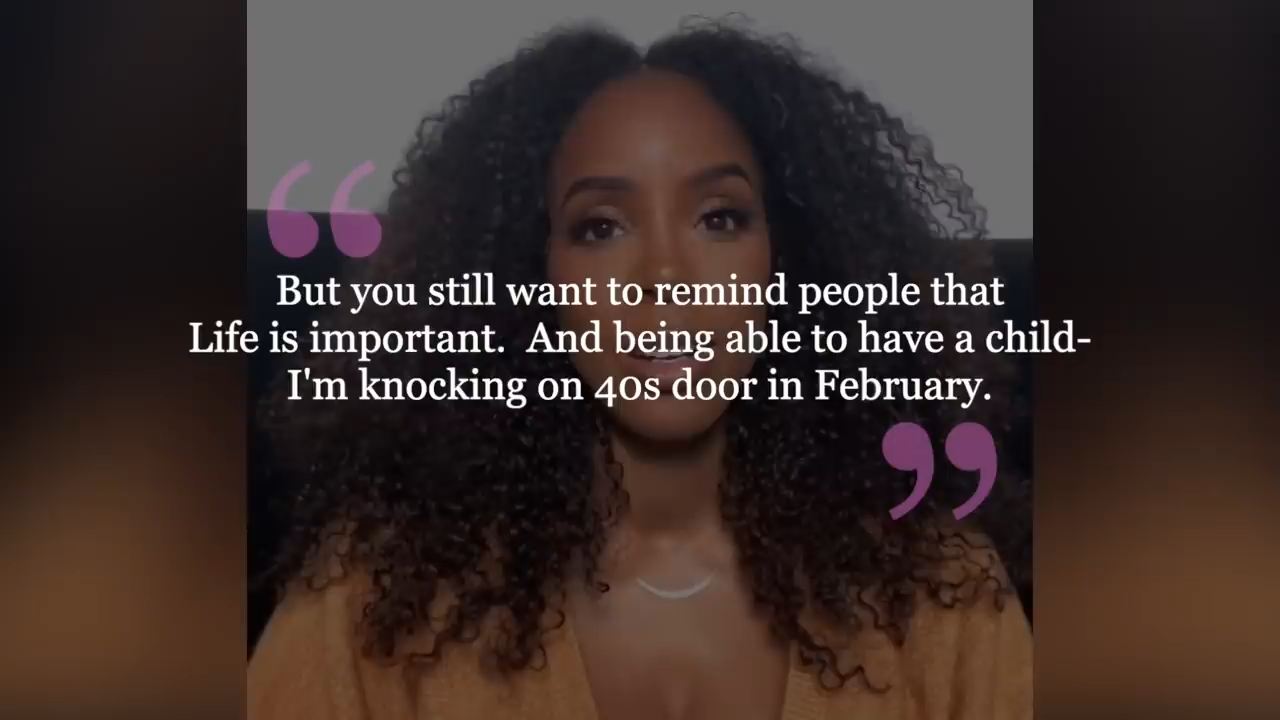 “
But you still want to remind people that
Life is important.  And being able to have a child-
I'm knocking on 40s door in February.
”